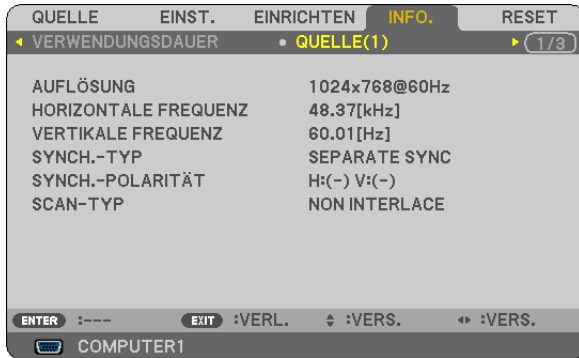 QUELLE EINST. EINRICHTEN INFO. RESET
VERWENDUNGSDAUER QUELLE(1) 1/3
AUFLÖSUNG 1024x768@60Hz
HORIZONTALE FREQUENZ 48.37[kHz]
VERTIKALE FREQUENZ 60.01[Hz]
SYNCH.-TYP SEPARATE SYNC
SYNCH.-POLARITÄT H:(-) V:(-)
SCAN-TYP NON INTERLACE
ENTER :--- EXIT :VERL. :VERS. :VERS.
COMPUTER1